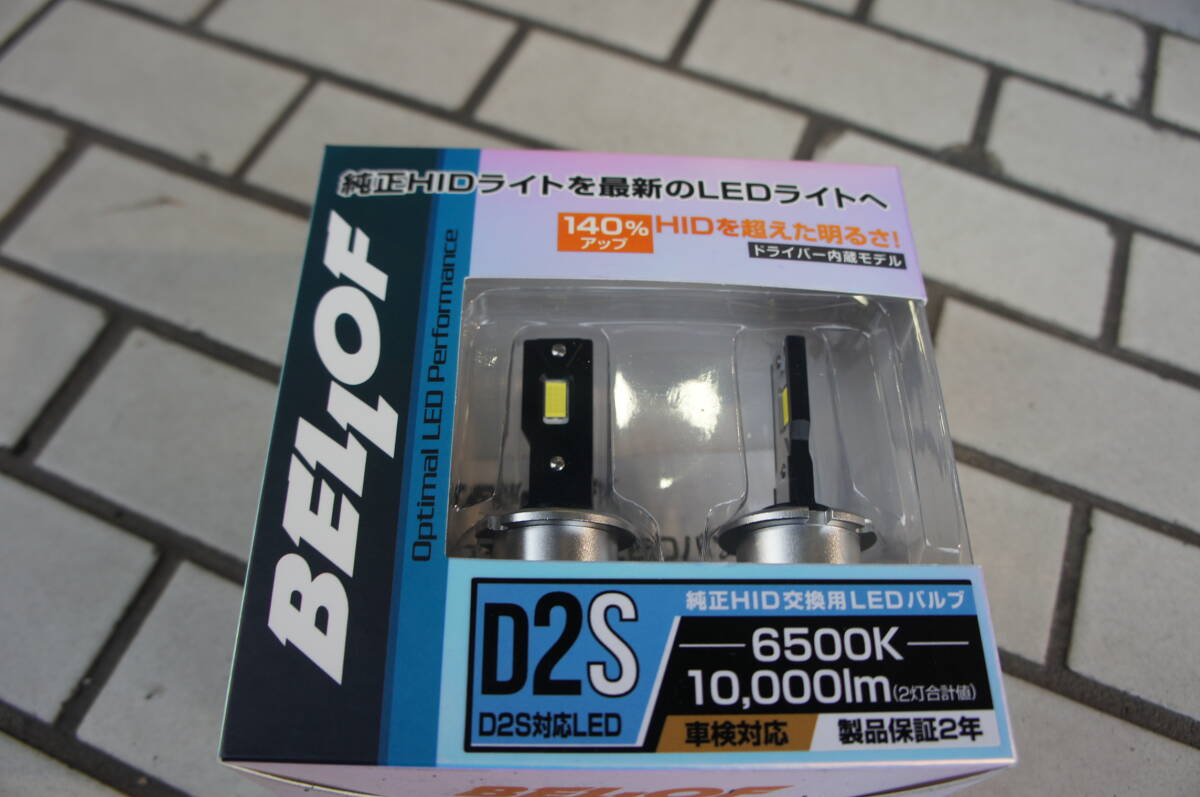 純正HIDライトを最新のLEDライトへ
140%
アップ
HIDを超えた明るさ!
ドライバー内蔵モデル
BELLOF
Optimal LED Performance
D2S
D2S対応LED
純正HID交換用LEDバルブ
6500K
10,000lm(2灯合計値)
車検対応
製品保証2年
BELLOF